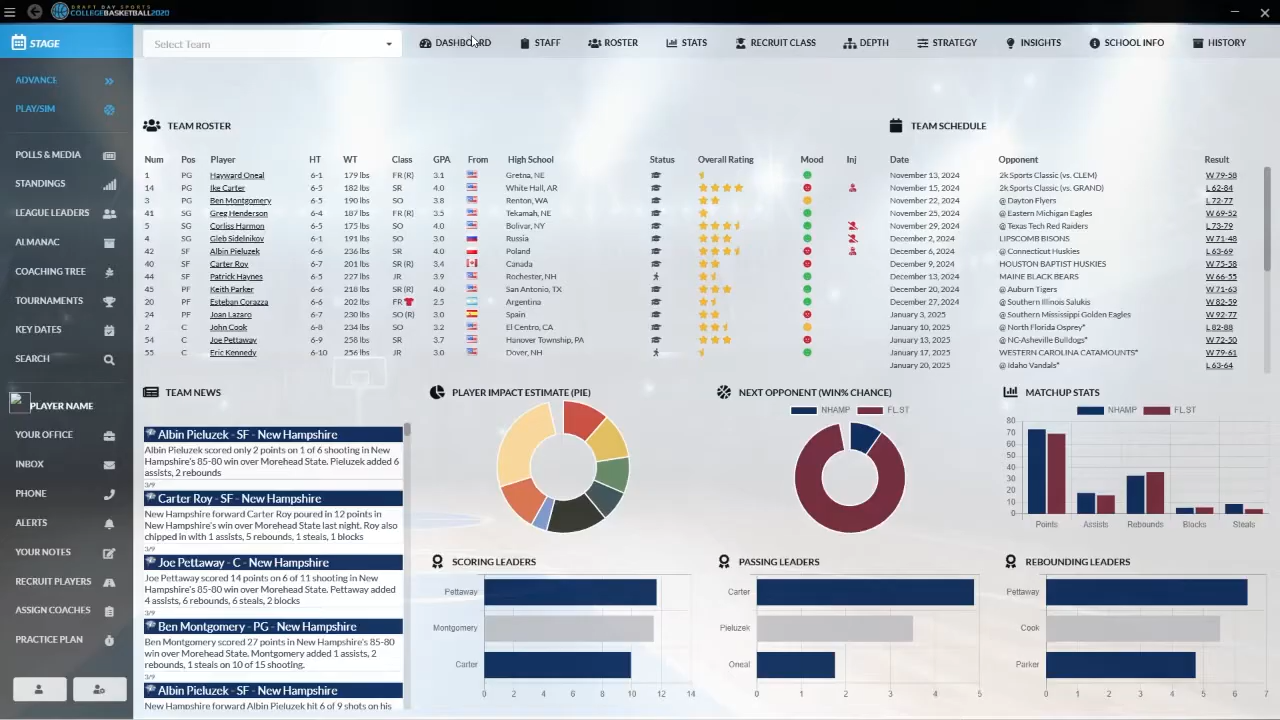 DRAFT DAY SPORTS
COLLEGEBASKETBALL2020
STAGE
Select Team
DASHBOARD
STAFF
ROSTER
STATS
RECRUIT CLASS
DEPTH
STRATEGY
INSIGHTS
SCHOOL INFO
HISTORY
ADVANCE
PLAY/SIM
POLLS & MEDIA
STANDINGS
LEAGUE LEADERS
ALMANAC
COACHING TREE
TOURNAMENTS
KEY DATES
SEARCH
PLAYER NAME
YOUR OFFICE
INBOX
PHONE
ALERTS
YOUR NOTES
RECRUIT PLAYERS
ASSIGN COACHES
PRACTICE PLAN
TEAM ROSTER
Num Pos Player HT WT Class GPA From High School Status Overall Rating Mood Inj
1 PG Hayward Oneal 6-1 179 lbs FR (R) 3.1 Gretna, NE
14 PG Ike Carter 6-5 182 lbs SR 4.0 White Hall, AR
3 PG Ben Montgomery 6-5 190 lbs SO 3.8 Renton, WA
41 SG Greg Henderson 6-4 187 lbs FR (R) 3.5 Tekamah, NE
5 SG Corliss Harmon 6-5 175 lbs SO 4.0 Bolivar, NY
4 SG Gleb Sidelnikov 6-1 191 lbs SO 3.0 Russia
42 SF Albin Pieluzek 6-6 236 lbs SR 4.0 Poland
40 SF Carter Roy 6-7 201 lbs SR (R) 3.4 Canada
44 SF Patrick Haynes 6-5 227 lbs JR 3.9 Rochester, NH
45 PF Keith Parker 6-6 218 lbs SR (R) 4.0 San Antonio, TX
20 PF Esteban Corazza 6-6 202 lbs FR 2.5 Argentina
24 PF Joan Lazaro 6-7 230 lbs SO (R) 3.0 Spain
2 C John Cook 6-8 234 lbs SO 3.2 El Centro, CA
54 C Joe Pettaway 6-9 258 lbs SR 3.7 Hanover Township, PA
55 C Eric Kennedy 6-10 256 lbs JR 3.0 Dover, NH
TEAM SCHEDULE
Date Opponent Result
November 13, 2024 2k Sports Classic (vs. CLEM) W 79-58
November 15, 2024 2k Sports Classic (vs. GRAND) L 62-84
November 22, 2024 @ Dayton Flyers L 72-77
November 25, 2024 @ Eastern Michigan Eagles W 69-52
November 29, 2024 @ Texas Tech Red Raiders L 73-79
December 2, 2024 LIPSCOMB BISONS W 71-48
December 6, 2024 @ Connecticut Huskies L 63-69
December 9, 2024 HOUSTON BAPTIST HUSKIES W 75-58
December 13, 2024 MAINE BLACK BEARS W 66-55
December 20, 2024 @ Auburn Tigers W 71-63
December 27, 2024 @ Southern Illinois Salukis W 82-59
January 3, 2025 @ Southern Mississippi Golden Eagles W 92-77
January 10, 2025 @ North Florida Osprey* L 82-88
January 13, 2025 @ NC-Asheville Bulldogs* W 72-50
January 17, 2025 WESTERN CAROLINA CATAMOUNTS* W 79-61
January 20, 2025 @ Idaho Vandals* L 63-64
TEAM NEWS
Albin Pieluzek - SF - New Hampshire
Albin Pieluzek scored only 2 points on 1 of 6 shooting in New
Hampshire's 85-80 win over Morehead State. Pieluzek added 6
assists, 2 rebounds
3/9
Carter Roy - SF - New Hampshire
New Hampshire forward Carter Roy poured in 12 points in
New Hampshire's win over Morehead State last night. Roy also
chipped in with 1 assists, 5 rebounds, 1 steals, 1 blocks
3/9
Joe Pettaway - C - New Hampshire
Joe Pettaway scored 14 points on 6 of 11 shooting in New
Hampshire's 85-80 win over Morehead State. Pettaway added
4 assists, 6 rebounds, 6 steals, 2 blocks
3/9
Ben Montgomery - PG - New Hampshire
Ben Montgomery scored 27 points in New Hampshire's 85-80
win over Morehead State. Montgomery added 1 assists, 2
rebounds, 1 steals on 10 of 15 shooting.
3/9
Albin Pieluzek - SF - New Hampshire
New Hampshire forward Albin Pieluzek hit 6 of 9 shots on his
PLAYER IMPACT ESTIMATE (PIE)
NEXT OPPONENT (WIN% CHANCE)
NHAMP FL.ST
MATCHUP STATS
NHAMP FL.ST
80
70
60
50
40
30
20
10
0
Points Assists Rebounds Blocks Steals
SCORING LEADERS
Pettaway
Montgomery
Carter
0 2 4 6 8 10 12 14
PASSING LEADERS
Carter
Pieluzek
Oneal
0 1 2 3 4 5
REBOUNDING LEADERS
Pettaway
Cook
Parker
0 1 2 3 4 5 6 7